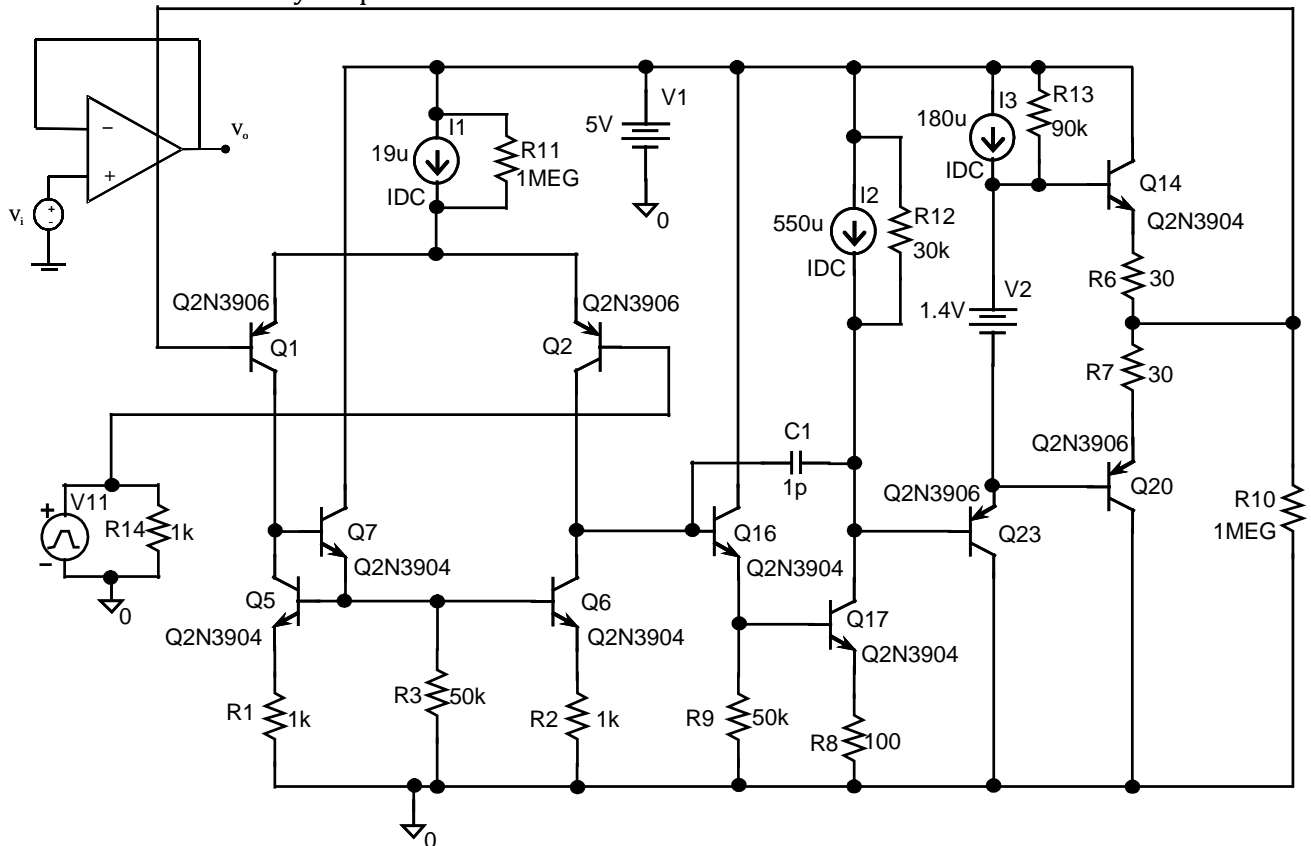 I1
19u
IDC
R11
1MEG
V1
5V
0
I3
180u
IDC
R13
90k
Q14
Q2N3904
I2
550u
IDC
R12
30k
R6
30
V2
1.4V
R7
30
v_o
−
+
v_i
+
-
Q2N3906
Q1
Q2N3906
Q2
C1
1p
Q2N3906
Q20
Q2N3906
Q23
R10
1MEG
V11
+
−
R14
1k
0
Q7
Q2N3904
Q16
Q2N3904
Q5
Q2N3904
Q6
Q2N3904
Q17
Q2N3904
R1
1k
R3
50k
R2
1k
R9
50k
R8
100
0